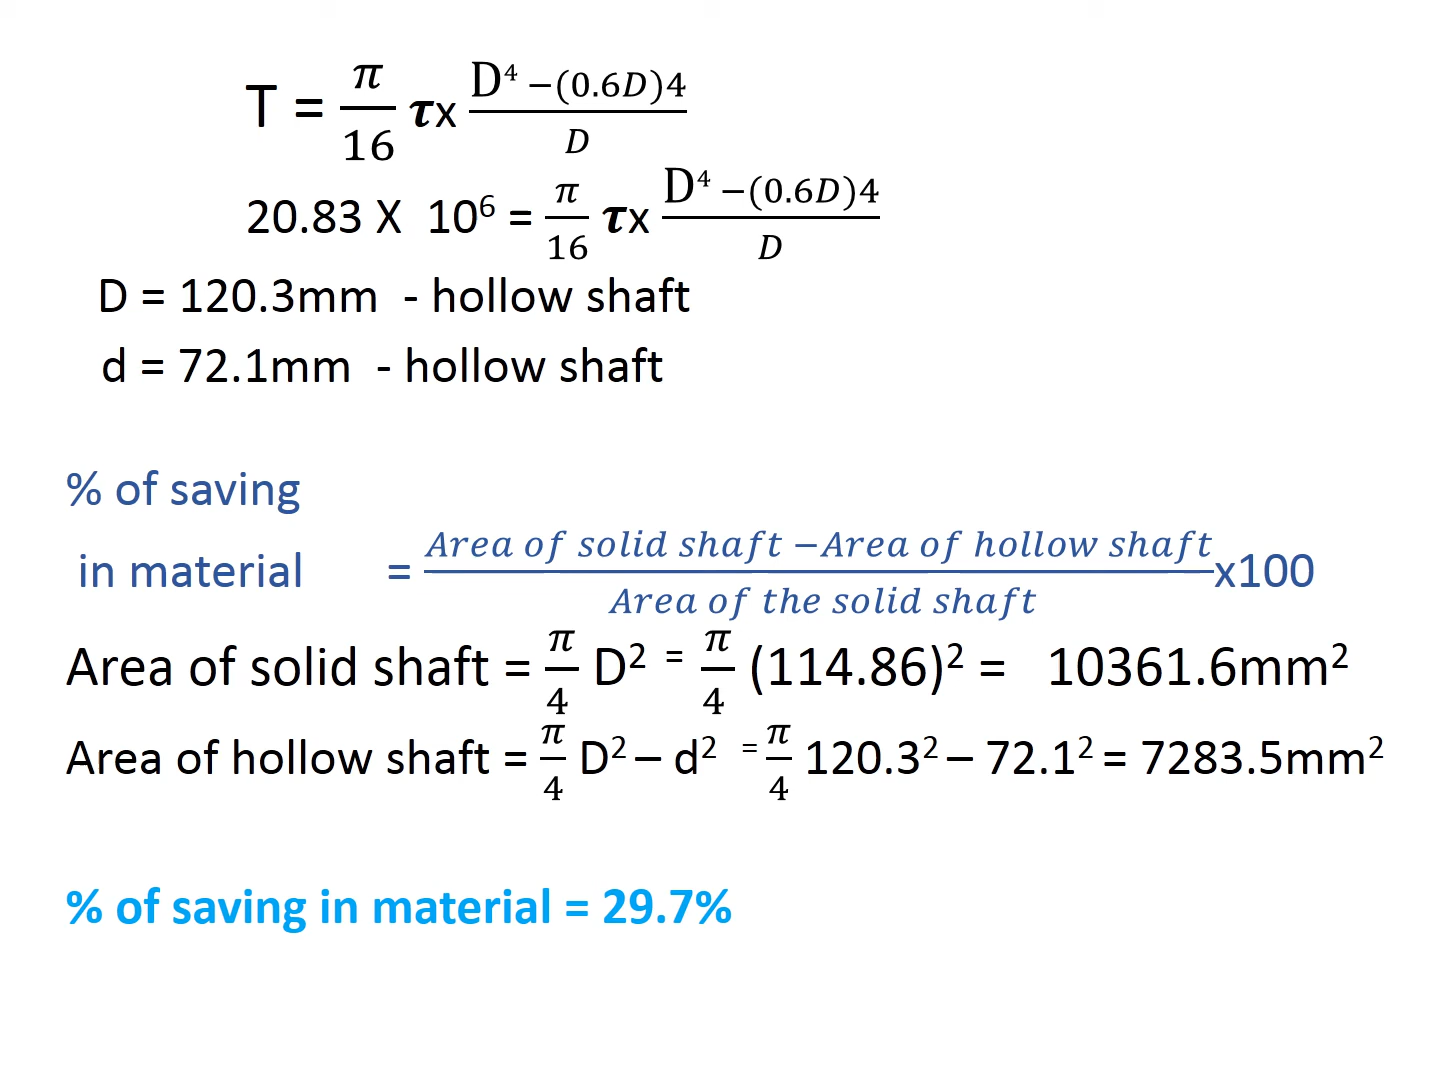 T = π/16 τx D⁴ −(0.6D)4/D
20.83 X 10⁶ = π/16 τx D⁴ −(0.6D)4/D
D = 120.3mm - hollow shaft
d = 72.1mm - hollow shaft
% of saving
in material = Area of solid shaft −Area of hollow shaft/Area of the solid shaft x100
Area of solid shaft = π/4 D² = π/4 (114.86)² = 10361.6mm²
Area of hollow shaft = π/4 D² – d² = π/4 120.3² – 72.1² = 7283.5mm²
% of saving in material = 29.7%